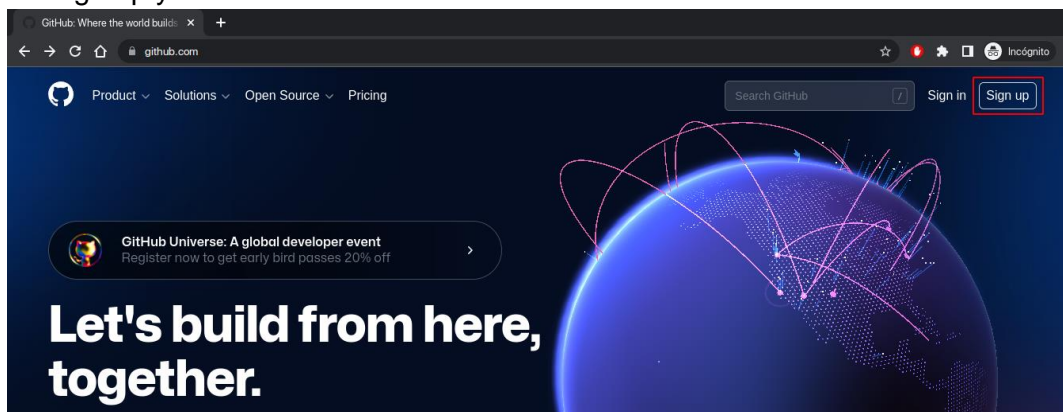 GitHub: Where the world builds
github.com
Incógnito
Product Solutions Open Source Pricing
Search GitHub / Sign in Sign up
GitHub Universe: A global developer event
Register now to get early bird passes 20% off
Let's build from here,
together.